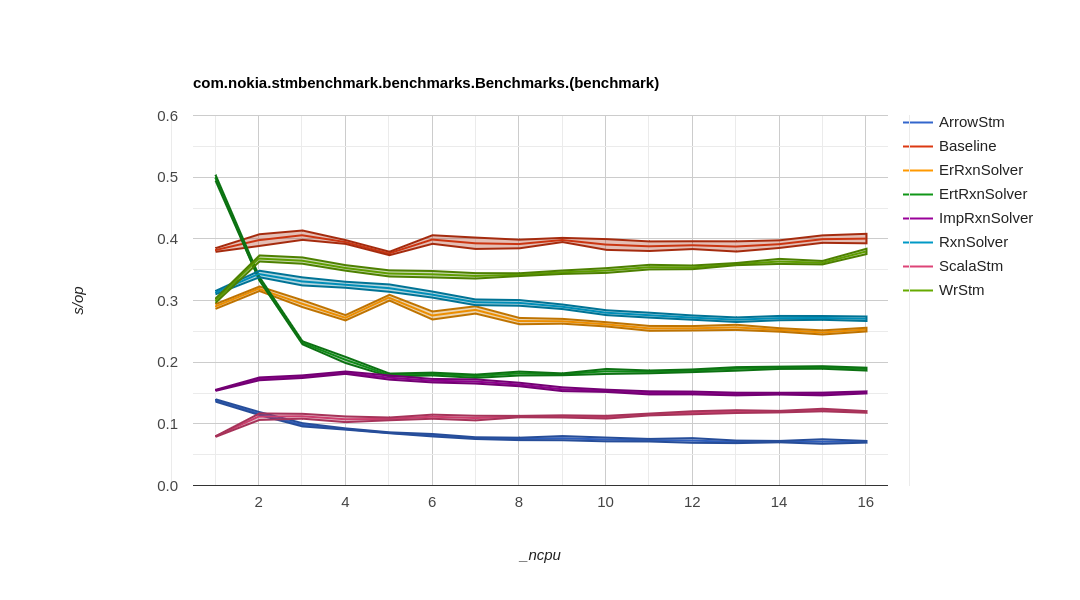 com.nokia.stmbenchmark.benchmarks.Benchmarks.(benchmark)
0.6
0.5
0.4
0.3
0.2
0.1
0.0
s/op
2 4 6 8 10 12 14 16
_ncpu
ArrowStm
Baseline
ErRxnSolver
ErtRxnSolver
ImpRxnSolver
RxnSolver
ScalaStm
WrStm